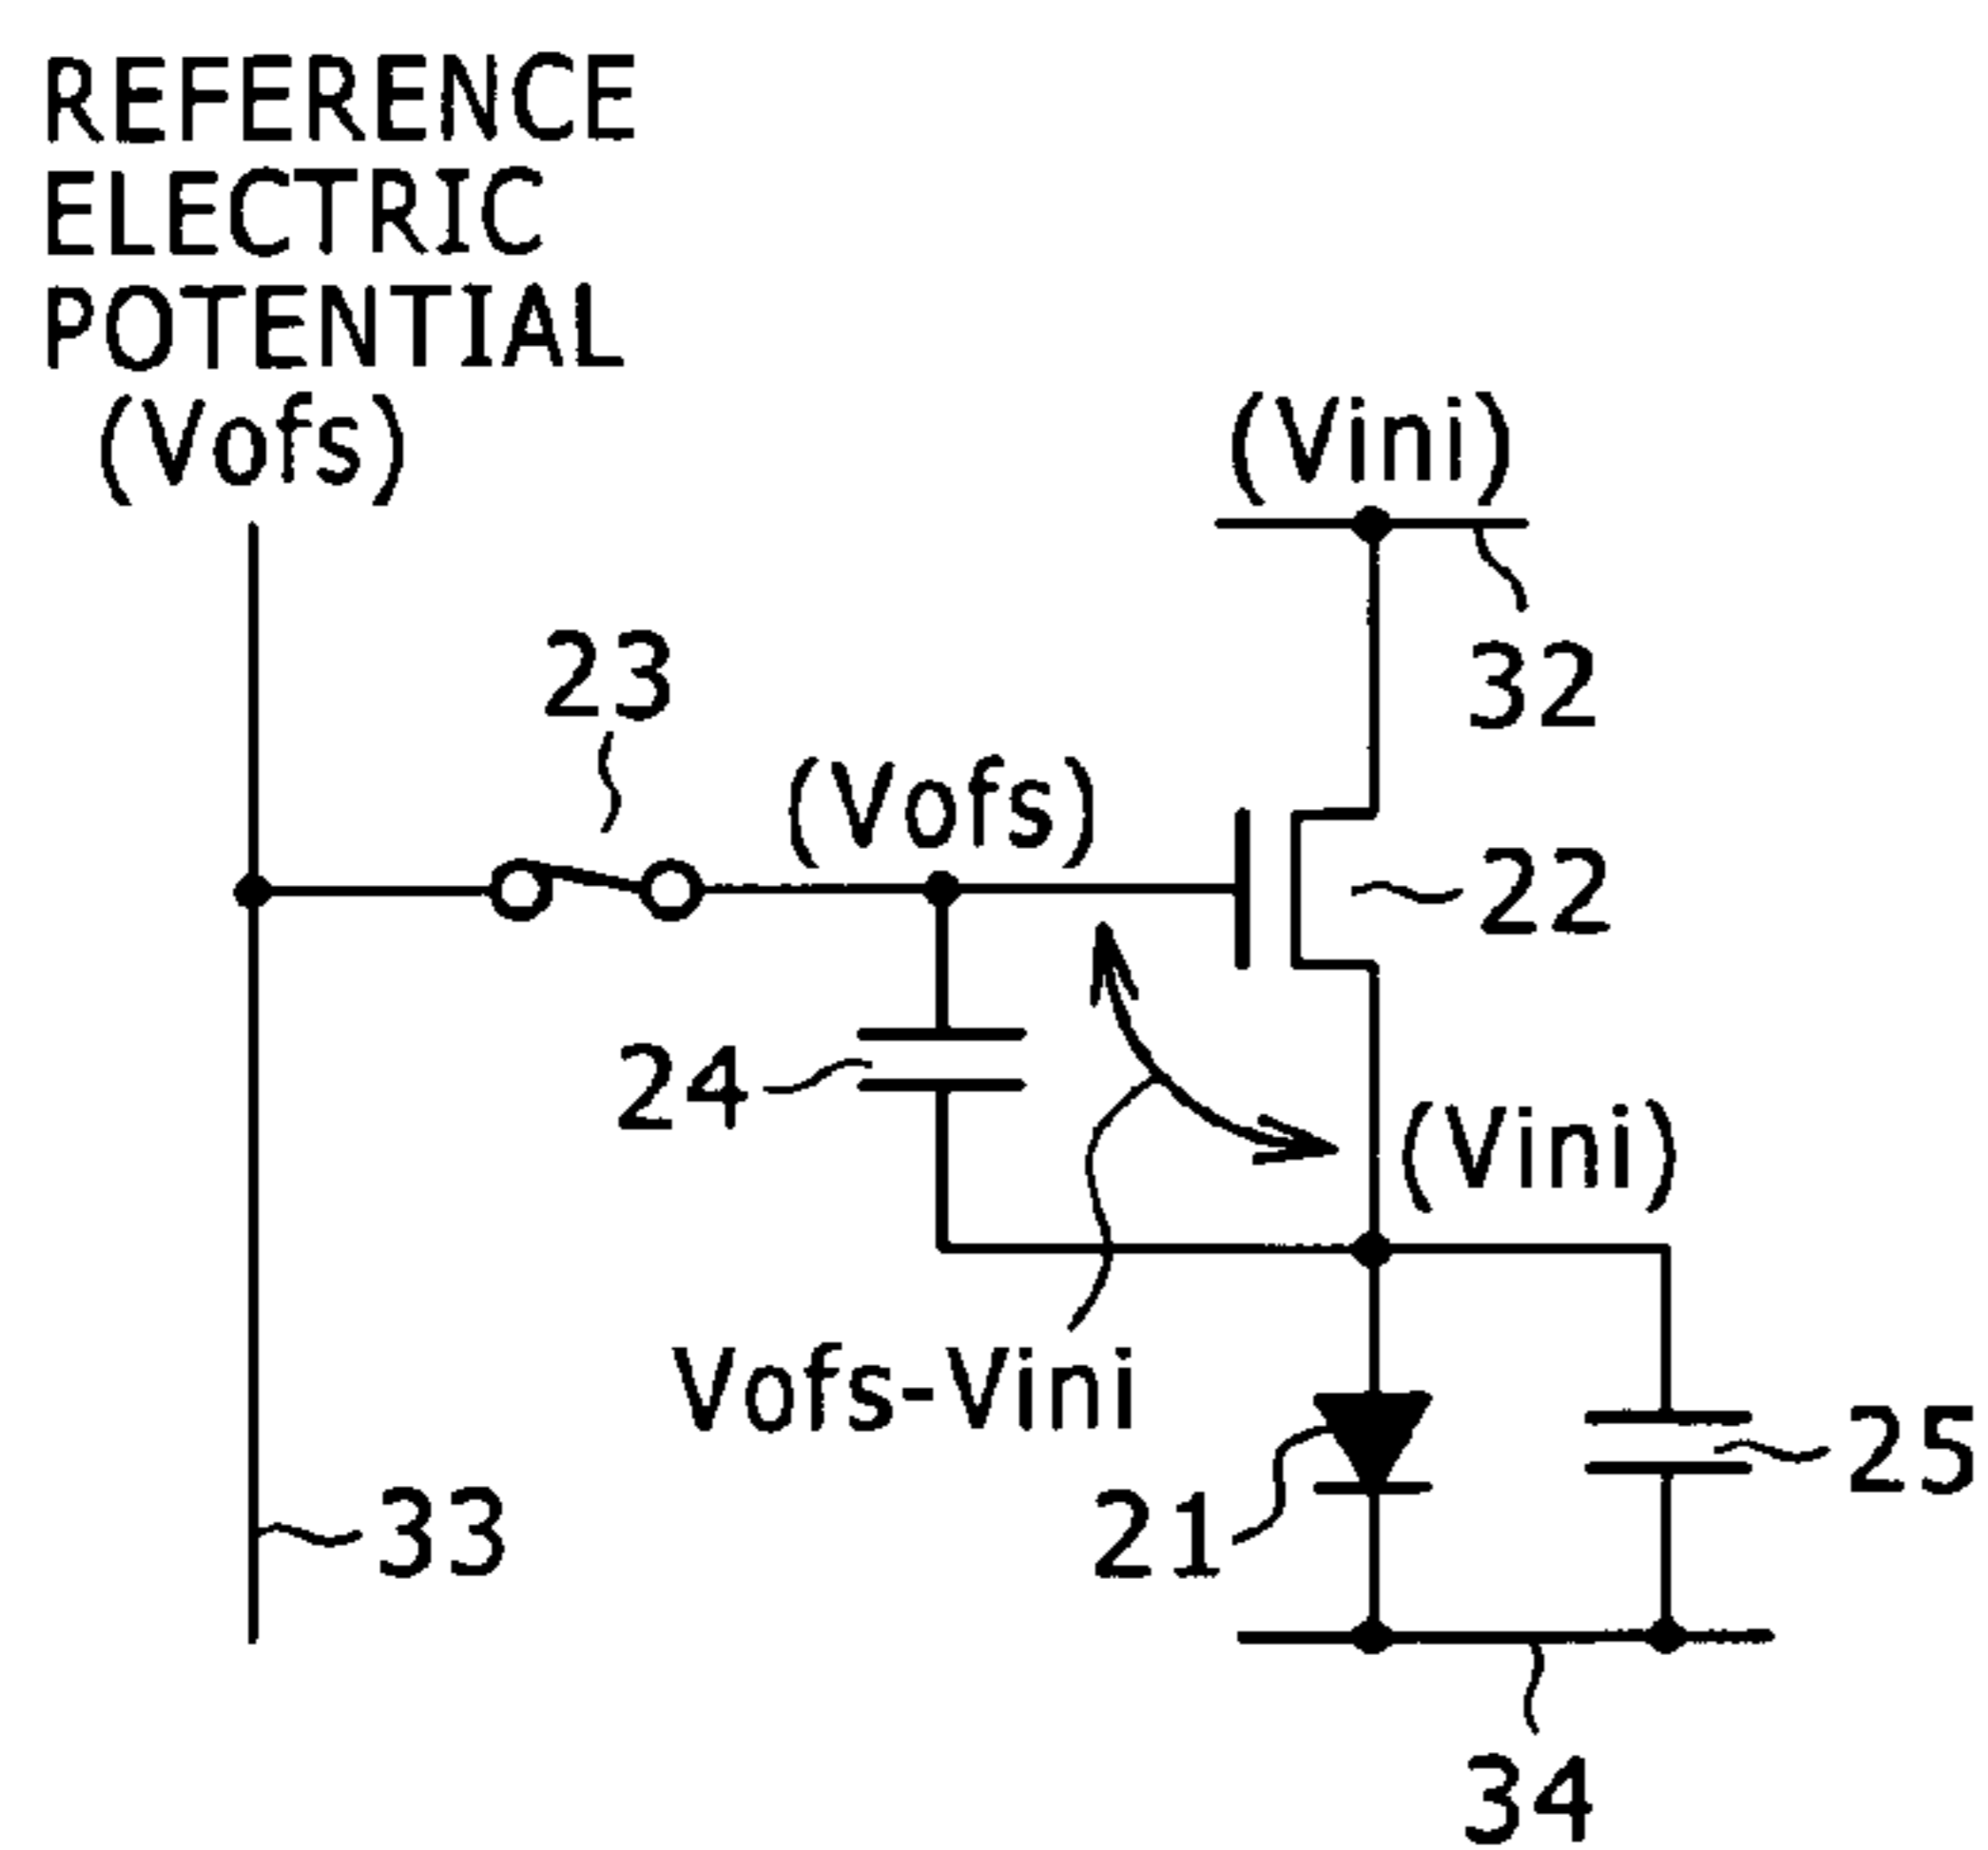 REFERENCE
ELECTRIC
POTENTIAL
(Vofs)
(Vini)
32
23
(Vofs)
22
24
(Vini)
Vofs-Vini
25
21
33
34